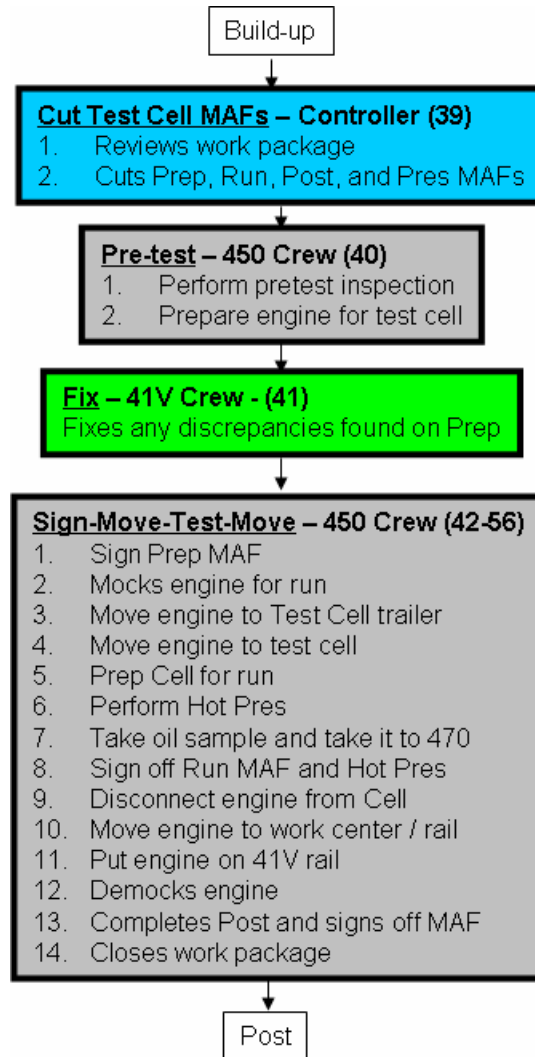 Build-up
Cut Test Cell MAFs – Controller (39)
1. Reviews work package
2. Cuts Prep, Run, Post, and Pres MAFs
Pre-test – 450 Crew (40)
1. Perform pretest inspection
2. Prepare engine for test cell
Fix – 41V Crew - (41)
Fixes any discrepancies found on Prep
Sign-Move-Test-Move – 450 Crew (42-56)
1. Sign Prep MAF
2. Mocks engine for run
3. Move engine to Test Cell trailer
4. Move engine to test cell
5. Prep Cell for run
6. Perform Hot Pres
7. Take oil sample and take it to 470
8. Sign off Run MAF and Hot Pres
9. Disconnect engine from Cell
10. Move engine to work center / rail
11. Put engine on 41V rail
12. Democks engine
13. Completes Post and signs off MAF
14. Closes work package
Post